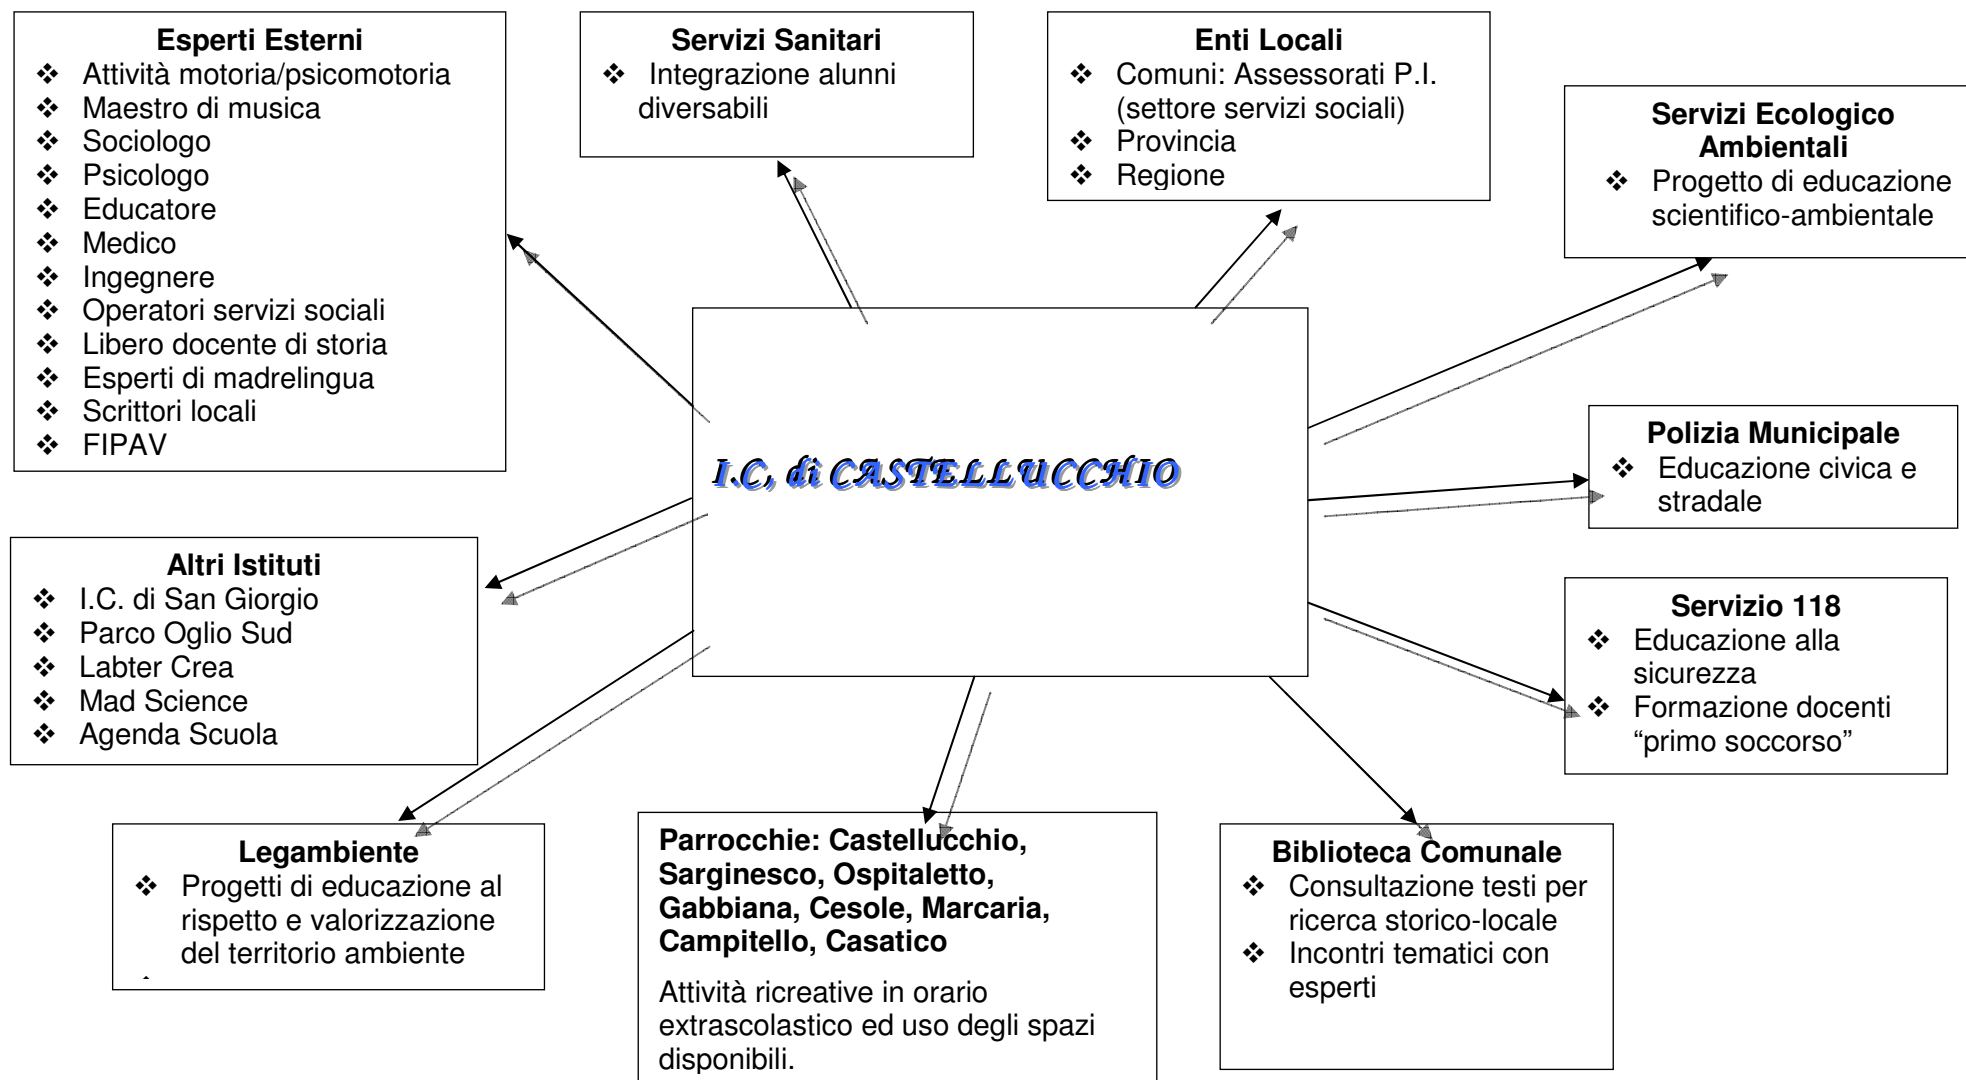 Esperti Esterni
❖ Attività motoria/psicomotoria
❖ Maestro di musica
❖ Sociologo
❖ Psicologo
❖ Educatore
❖ Medico
❖ Ingegnere
❖ Operatori servizi sociali
❖ Libero docente di storia
❖ Esperti di madrelingua
❖ Scrittori locali
❖ FIPAV
Servizi Sanitari
❖ Integrazione alunni
diversabili
Enti Locali
❖ Comuni: Assessorati P.I.
(settore servizi sociali)
❖ Provincia
❖ Regione
Servizi Ecologico
Ambientali
❖ Progetto di educazione
scientifico-ambientale
I.C, di CASTELLUCCHIO
Polizia Municipale
❖ Educazione civica e
stradale
Altri Istituti
❖ I.C. di San Giorgio
❖ Parco Oglio Sud
❖ Labter Crea
❖ Mad Science
❖ Agenda Scuola
Servizio 118
❖ Educazione alla
sicurezza
❖ Formazione docenti
“primo soccorso”
Legambiente
❖ Progetti di educazione al
rispetto e valorizzazione
del territorio ambiente
Parrocchie: Castellucchio,
Sarginesco, Ospitaletto,
Gabbiana, Cesole, Marcaria,
Campitello, Casatico
Attività ricreative in orario
extrascolastico ed uso degli spazi
disponibili.
Biblioteca Comunale
❖ Consultazione testi per
ricerca storico-locale
❖ Incontri tematici con
esperti